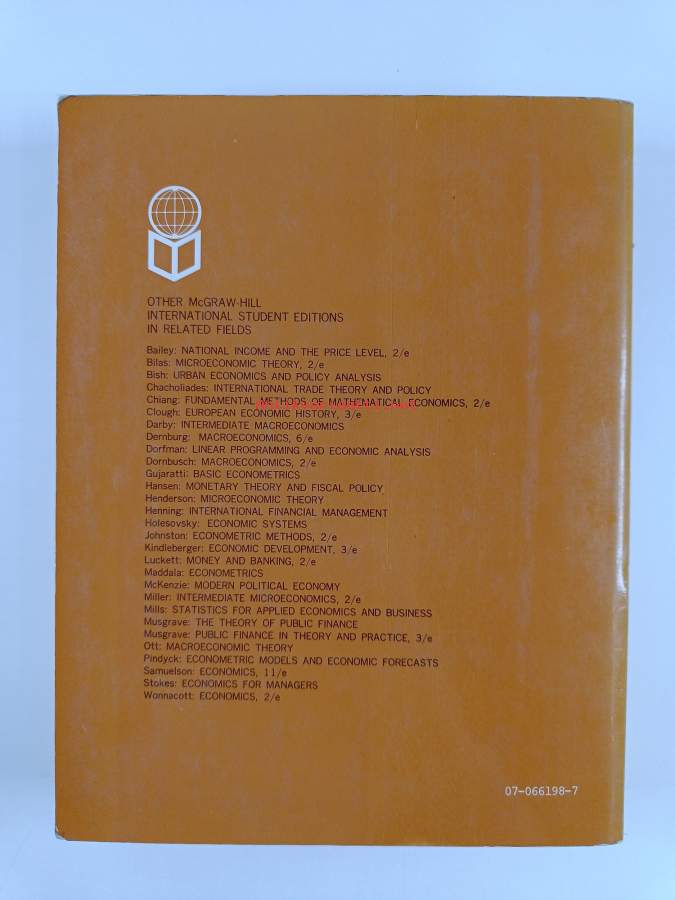 OTHER McGRAW-HILL
INTERNATIONAL STUDENT EDITIONS
IN RELATED FIELDS
Bailey: NATIONAL INCOME AND THE PRICE LEVEL, 2/e
Bilas: MICROECONOMIC THEORY, 2/e
Bish: URBAN ECONOMICS AND POLICY ANALYSIS
Chacholiades: INTERNATIONAL TRADE THEORY AND POLICY
Chiang: FUNDAMENTAL METHODS OF MATHEMATICAL ECONOMICS, 2/e
Clough: EUROPEAN ECONOMIC HISTORY, 3/e
Darby: INTERMEDIATE MACROECONOMICS
Dernburg: MACROECONOMICS, 6/e
Dorfman: LINEAR PROGRAMMING AND ECONOMIC ANALYSIS
Dornbusch: MACROECONOMICS, 2/e
Gujaratti: BASIC ECONOMETRICS
Hansen: MONETARY THEORY AND FISCAL POLICY
Henderson: MICROECONOMIC THEORY
Henning: INTERNATIONAL FINANCIAL MANAGEMENT
Holesovsky: ECONOMIC SYSTEMS
Johnston: ECONOMETRIC METHODS, 2/e
Kindleberger: ECONOMIC DEVELOPMENT, 3/e
Luckett: MONEY AND BANKING, 2/e
Maddala: ECONOMETRICS
McKenzie: MODERN POLITICAL ECONOMY
Miller: INTERMEDIATE MICROECONOMICS, 2/e
Mills: STATISTICS FOR APPLIED ECONOMICS AND BUSINESS
Musgrave: THE THEORY OF PUBLIC FINANCE
Musgrave: PUBLIC FINANCE IN THEORY AND PRACTICE, 3/e
Ott: MACROECONOMIC THEORY
Pindyck: ECONOMETRIC MODELS AND ECONOMIC FORECASTS
Samuelson: ECONOMICS, 11/e
Stokes: ECONOMICS FOR MANAGERS
Wonnacott: ECONOMICS, 2/e
07-066198-7